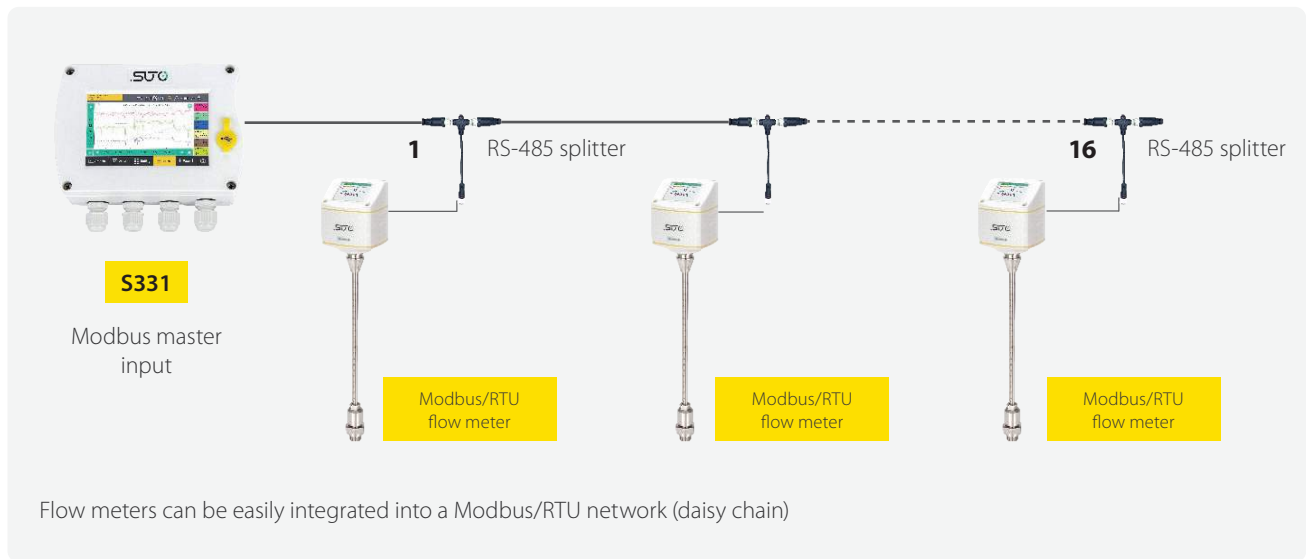 SUTO
1
RS-485 splitter
16
RS-485 splitter
SUTO
SUTO
SUTO
S331
Modbus master
input
Modbus/RTU
flow meter
Modbus/RTU
flow meter
Modbus/RTU
flow meter
Flow meters can be easily integrated into a Modbus/RTU network (daisy chain)